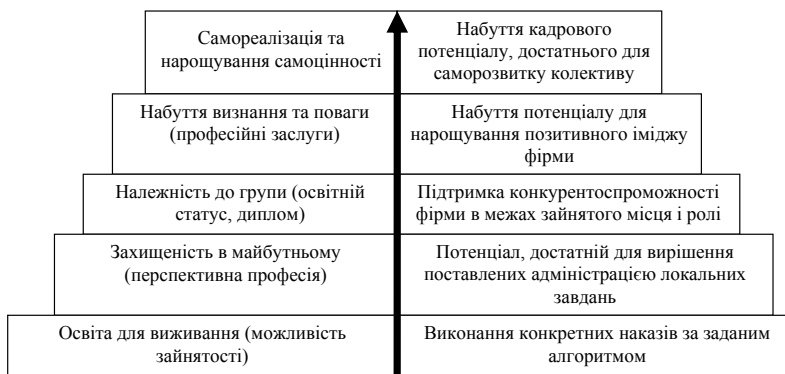 Самореалізація та
нарощування самоцінності
Набуття кадрового
потенціалу, достатнього для
саморозвитку колективу
Набуття визнання та поваги
(професійні заслуги)
Набуття потенціалу для
нарощування позитивного іміджу
фірми
Належність до групи (освітній
статус, диплом)
Підтримка конкурентоспроможності
фірми в межах зайнятого місця і ролі
Захищеність в майбутньому
(перспективна професія)
Потенціал, достатній для вирішення
поставлених адміністрацією локальних
завдань
Освіта для виживання (можливість
зайнятості)
Виконання конкретних наказів за заданим
алгоритмом